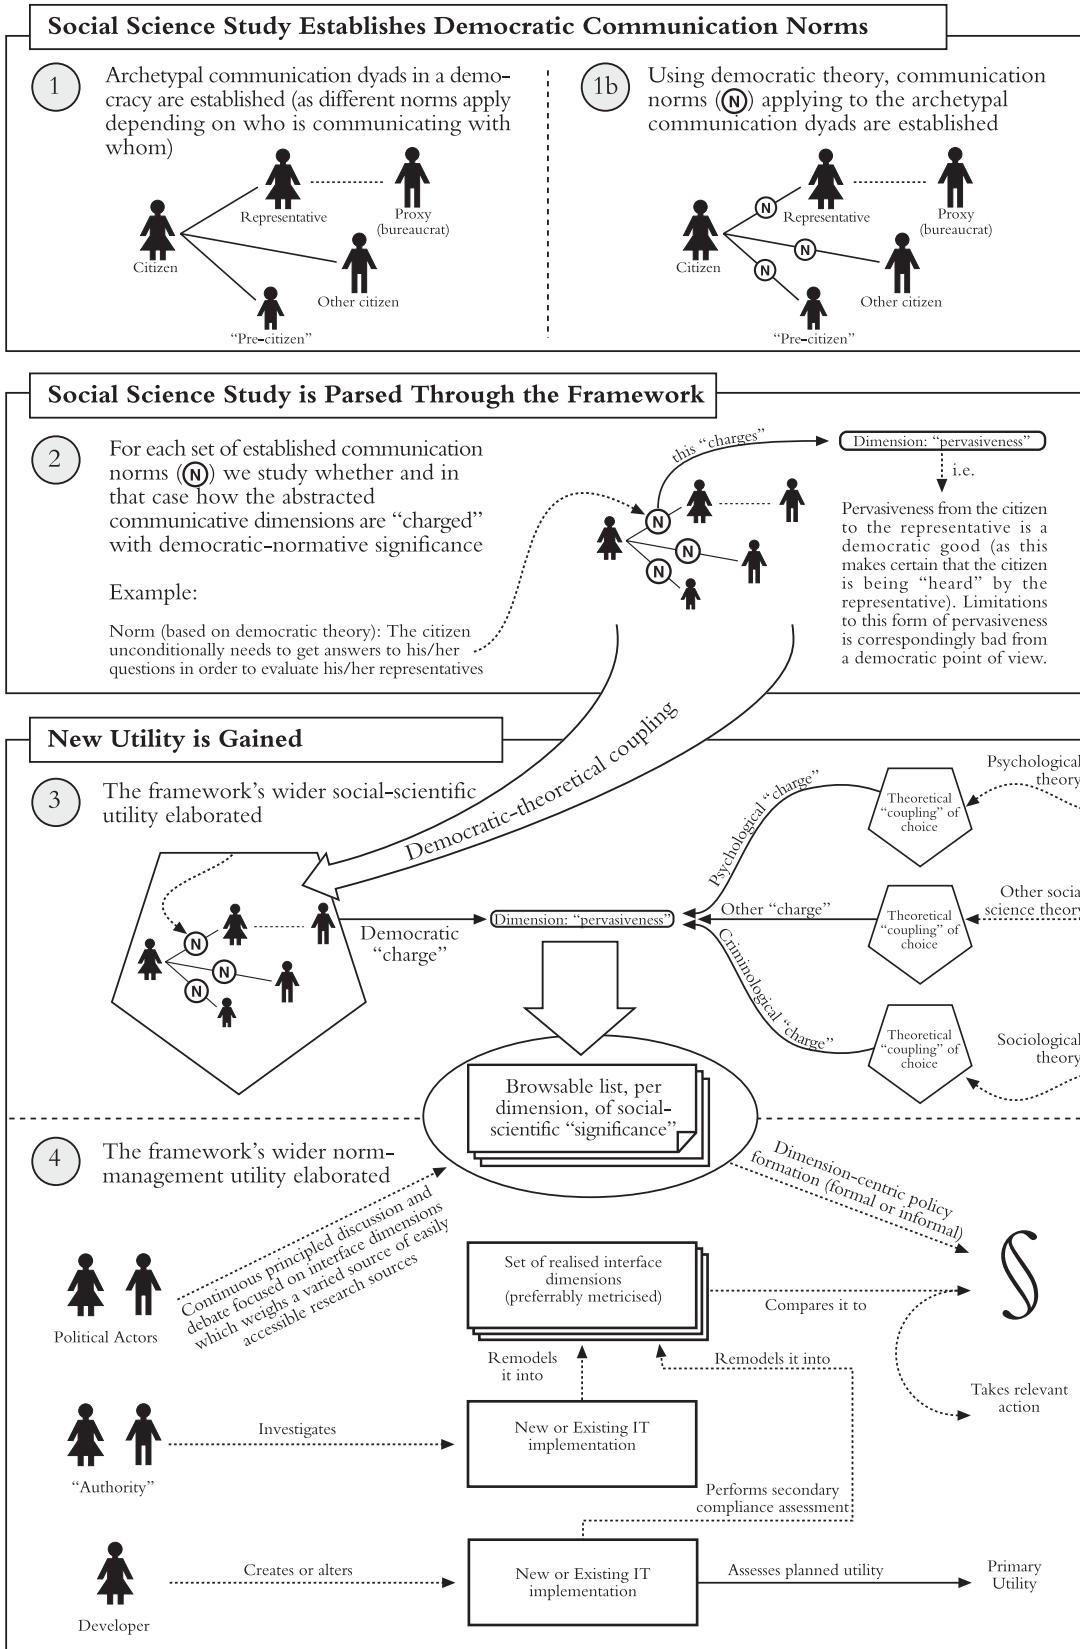 Social Science Study Establishes Democratic Communication Norms
1
Archetypal communication dyads in a demo-
cracy are established (as different norms apply
depending on who is communicating with
whom)
Representative
Proxy
(bureaucrat)
Citizen
Other citizen
“Pre-citizen”
1b
Using democratic theory, communication
norms (N) applying to the archetypal
communication dyads are established
N
Representative
Proxy
(bureaucrat)
N
Citizen
N
Other citizen
“Pre-citizen”
Social Science Study is Parsed Through the Framework
2
For each set of established communication
norms (N) we study whether and in
that case how the abstracted
communicative dimensions are “charged”
with democratic-normative significance
Example:
Norm (based on democratic theory): The citizen
unconditionally needs to get answers to his/her
questions in order to evaluate his/her representatives
this “charges”
N
N
N
Dimension: “pervasiveness”
i.e.
Pervasiveness from the citizen
to the representative is a
democratic good (as this
makes certain that the citizen
is being “heard” by the
representative). Limitations
to this form of pervasiveness
is correspondingly bad from
a democratic point of view.
New Utility is Gained
3
The framework’s wider social-scientific
utility elaborated
Democratic-theoretical coupling
N
N
N
Democratic
“charge”
Dimension: “pervasiveness”
Psychological “charge”
Other “charge”
Criminological “charge”
Theoretical
“coupling” of
choice
Psychological
theory
Theoretical
“coupling” of
choice
Other socia
science theory
Theoretical
“coupling” of
choice
Sociological
theory
Browsable list, per
dimension, of social-
scientific “significance”
4
The framework’s wider norm-
management utility elaborated
Continuous principled discussion and
debate focused on interface dimensions
which weighs a varied source of easily
accessible research sources
Dimension-centric policy
formation (formal or informal)
§
Political Actors
Set of realised interface
dimensions
(preferrably metricised)
Compares it to
Remodels
it into
Remodels it into
Takes relevant
action
“Authority”
Investigates
New or Existing IT
implementation
Performs secondary
compliance assessment
Developer
Creates or alters
New or Existing IT
implementation
Assesses planned utility
Primary
Utility